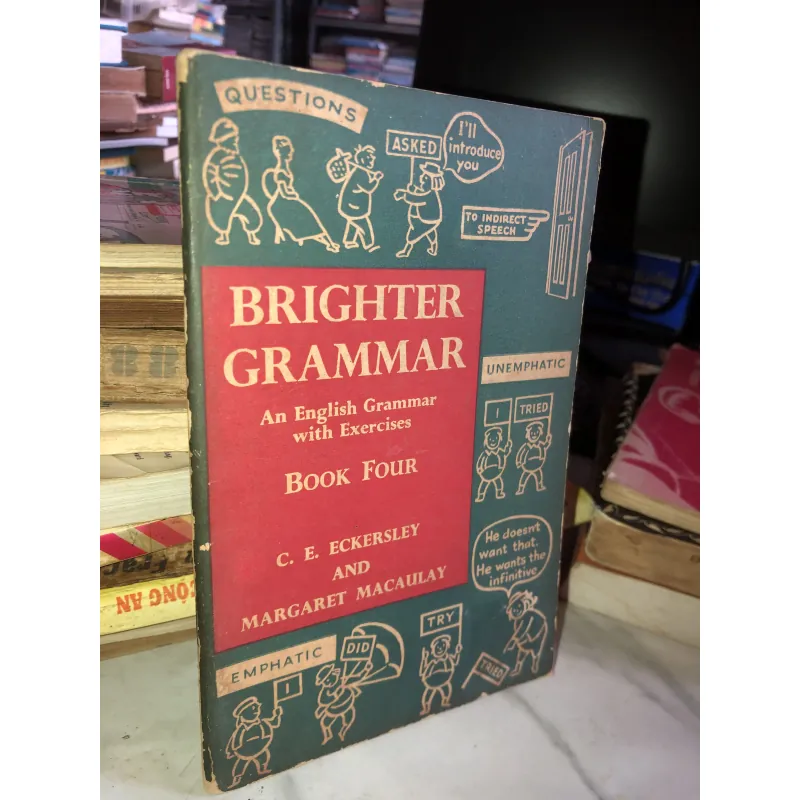 QUESTIONS
ASKED
I'll
introduce
you
TO INDIRECT
SPEECH
BRIGHTER
GRAMMAR
An English Grammar
with Exercises
BOOK FOUR
C. E. ECKERSLEY
AND
MARGARET MACAULAY
UNEMPHATIC
I
TRIED
He doesn't
want that.
He wants the
infinitive
EMPHATIC
I
DID
TRY
TRIED
CÔNG AN